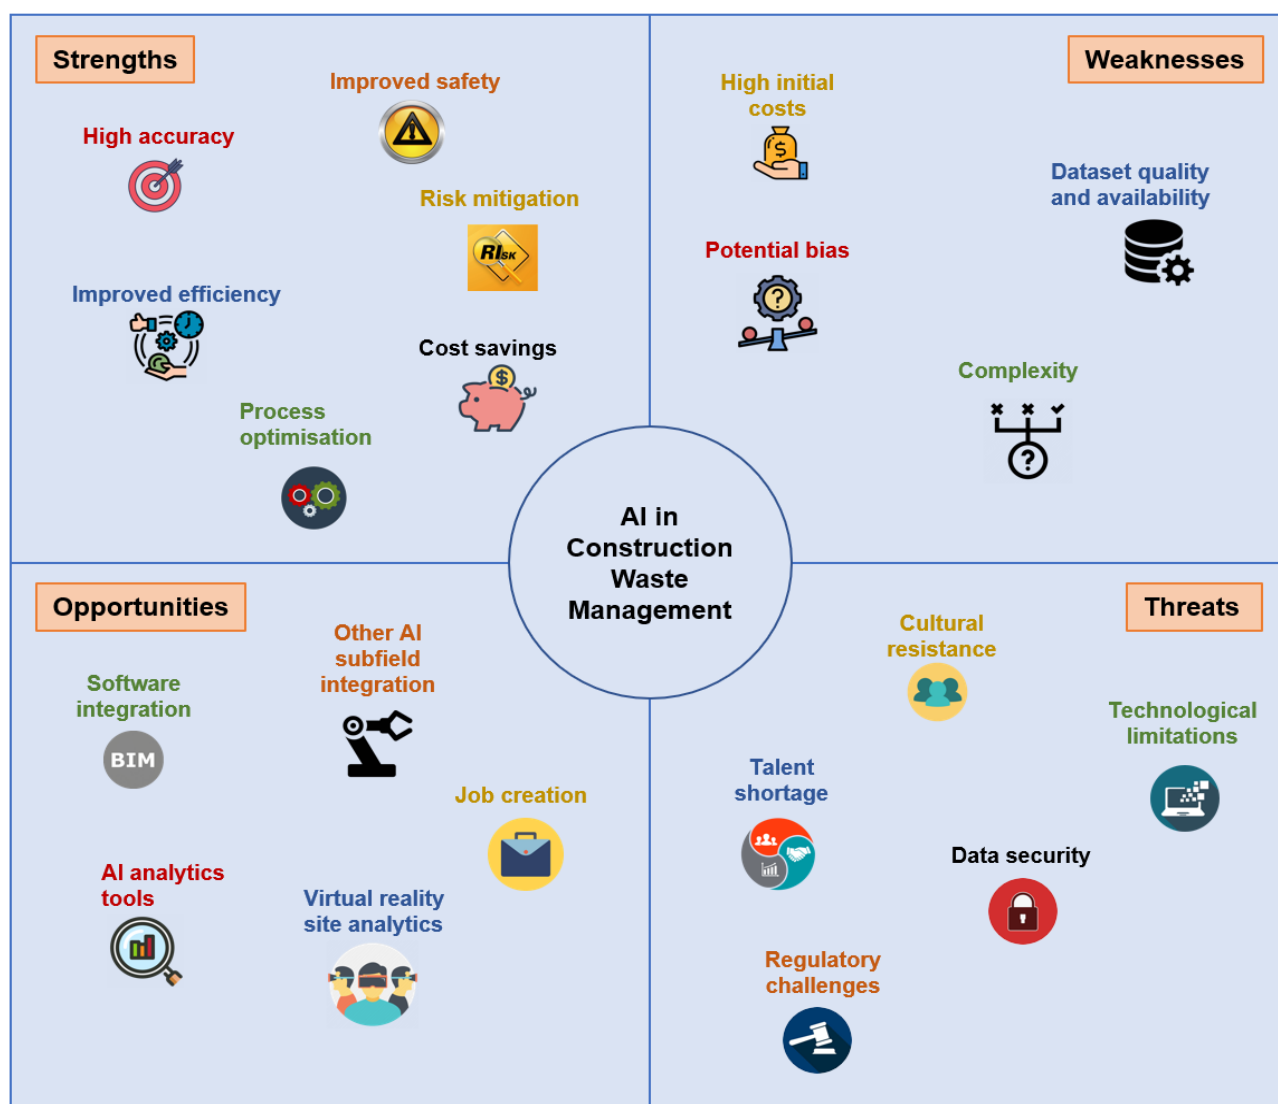 Strengths
Improved safety
High accuracy
Risk mitigation
RISK
Improved efficiency
Cost savings
$
Process
optimisation
Weaknesses
High initial
costs
$
Dataset quality
and availability
Potential bias
?
Complexity
?
AI in
Construction
Waste
Management
Opportunities
Other AI
subfield
integration
Software
integration
BIM
Job creation
AI analytics
tools
Virtual reality
site analytics
Threats
Cultural
resistance
Technological
limitations
Talent
shortage
Data security
Regulatory
challenges